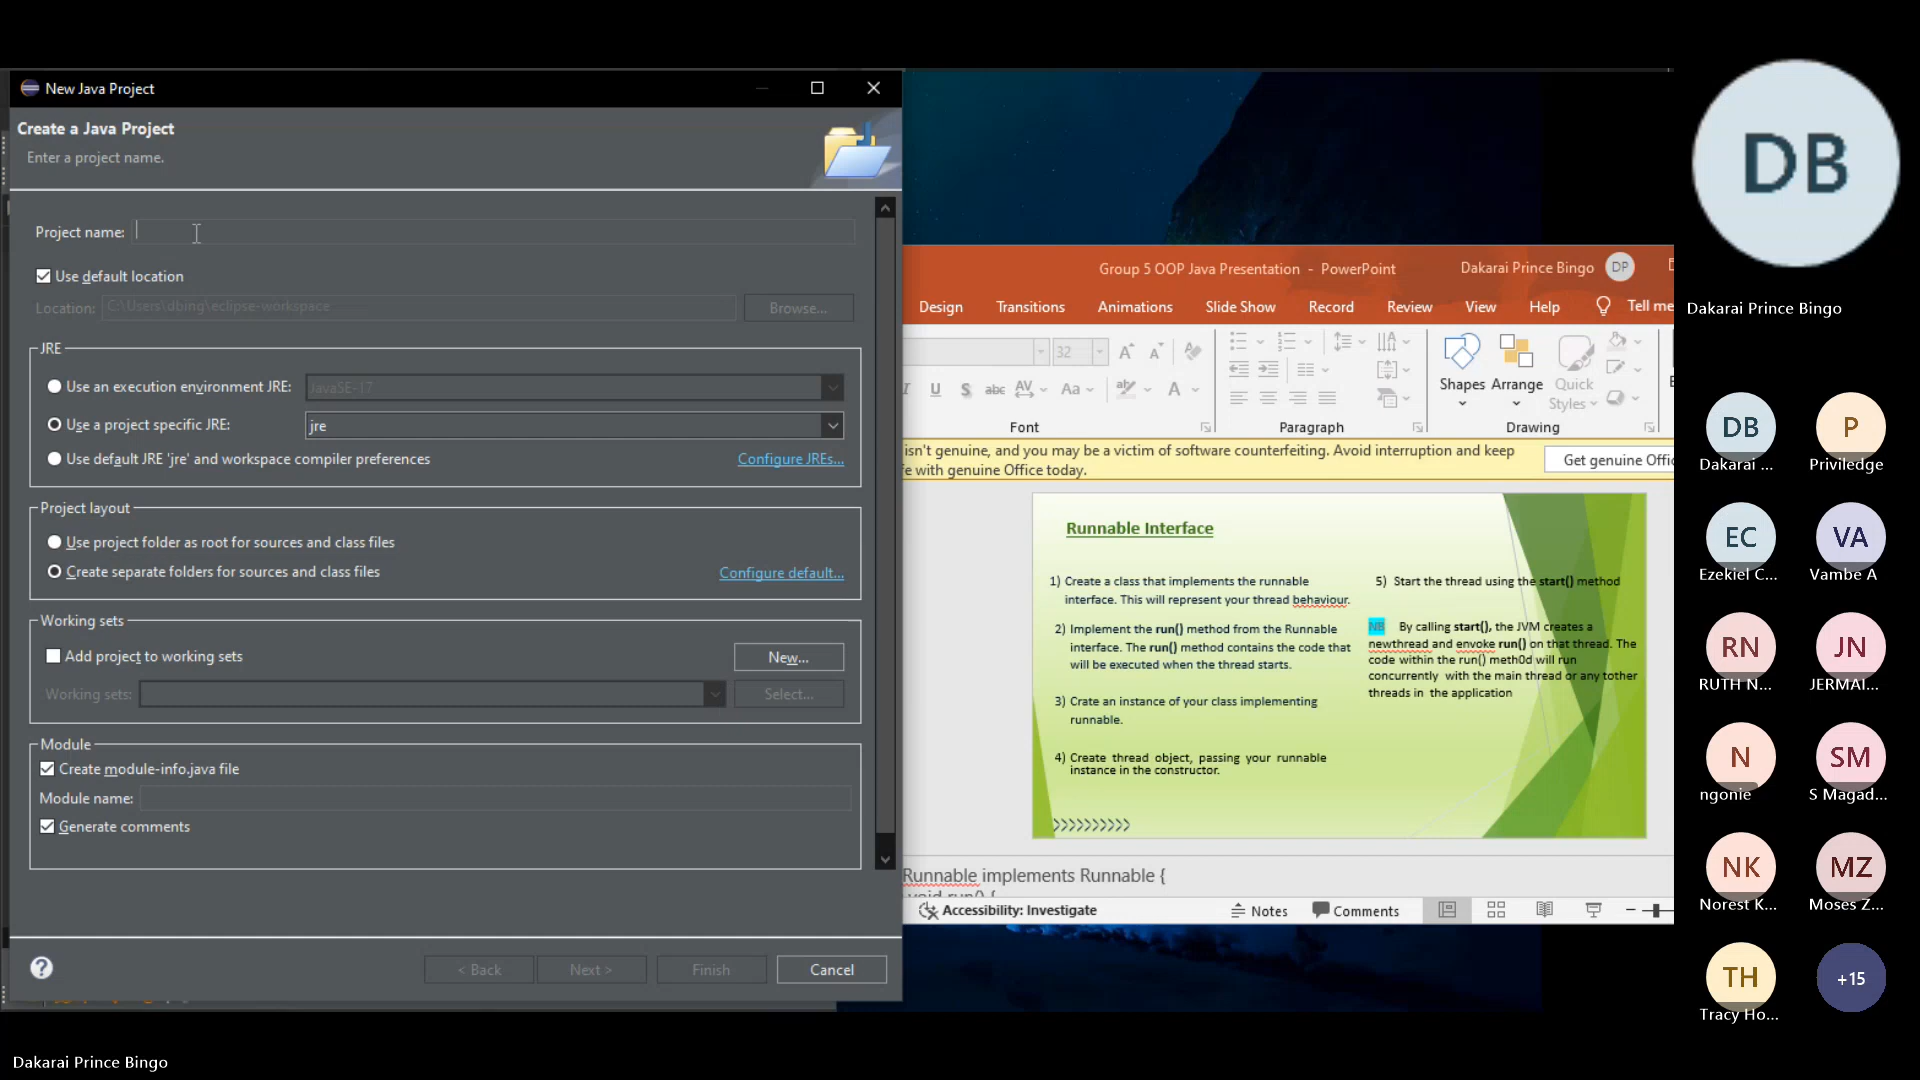 New Java Project
Create a Java Project
Enter a project name.
Project name:
Use default location
Location: C:\Users\dbing\eclipse-workspace
Browse...
JRE
Use an execution environment JRE: JavaSE-17
Use a project specific JRE: jre
Use default JRE 'jre' and workspace compiler preferences
Configure JREs...
Project layout
Use project folder as root for sources and class files
Create separate folders for sources and class files
Configure default...
Working sets
Add project to working sets
New...
Working sets:
Select...
Module
Create module-info.java file
Module name:
Generate comments
?
< Back
Next >
Finish
Cancel
Group 5 OOP Java Presentation - PowerPoint
Dakarai Prince Bingo
DP
Design
Transitions
Animations
Slide Show
Record
Review
View
Help
Tell me
32
Shapes
Arrange
Quick
Styles
Font
Paragraph
Drawing
isn't genuine, and you may be a victim of software counterfeiting. Avoid interruption and keep
fe with genuine Office today.
Get genuine Offic
Runnable Interface
1) Create a class that implements the runnable
interface. This will represent your thread behaviour.
2) Implement the run() method from the Runnable
interface. The run() method contains the code that
will be executed when the thread starts.
3) Crate an instance of your class implementing
runnable.
4) Create thread object, passing your runnable
instance in the constructor.
>>>>>>>>>>
5) Start the thread using the start() method
NB By calling start(), the JVM creates a
newthread and envoke run() on that thread. The
code within the run() meth0d will run
concurrently with the main thread or any tother
threads in the application
Runnable implements Runnable {
void run() {
Accessibility: Investigate
Notes
Comments
DB
Dakarai Prince Bingo
DB
Dakarai ...
P
Priviledge
EC
Ezekiel C...
VA
Vambe A
RN
RUTH N...
JN
JERMAI...
N
ngonie
SM
S Magad...
NK
Norest K...
MZ
Moses Z...
TH
Tracy Ho...
+15
Dakarai Prince Bingo